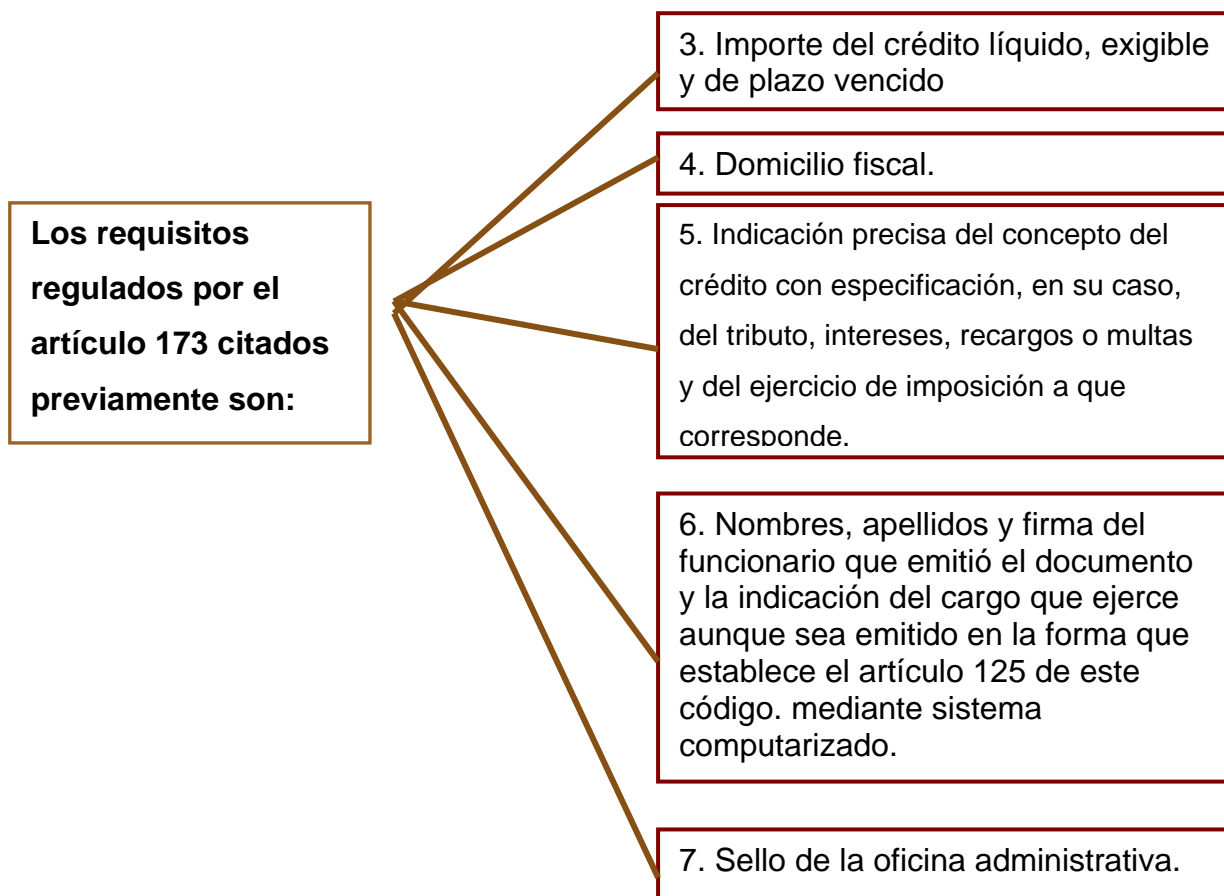 Los requisitos
regulados por el
artículo 173 citados
previamente son:
3. Importe del crédito líquido, exigible
y de plazo vencido
4. Domicilio fiscal.
5. Indicación precisa del concepto del
crédito con especificación, en su caso,
del tributo, intereses, recargos o multas
y del ejercicio de imposición a que
corresponde.
6. Nombres, apellidos y firma del
funcionario que emitió el documento
y la indicación del cargo que ejerce
aunque sea emitido en la forma que
establece el artículo 125 de este
código. mediante sistema
computarizado.
7. Sello de la oficina administrativa.